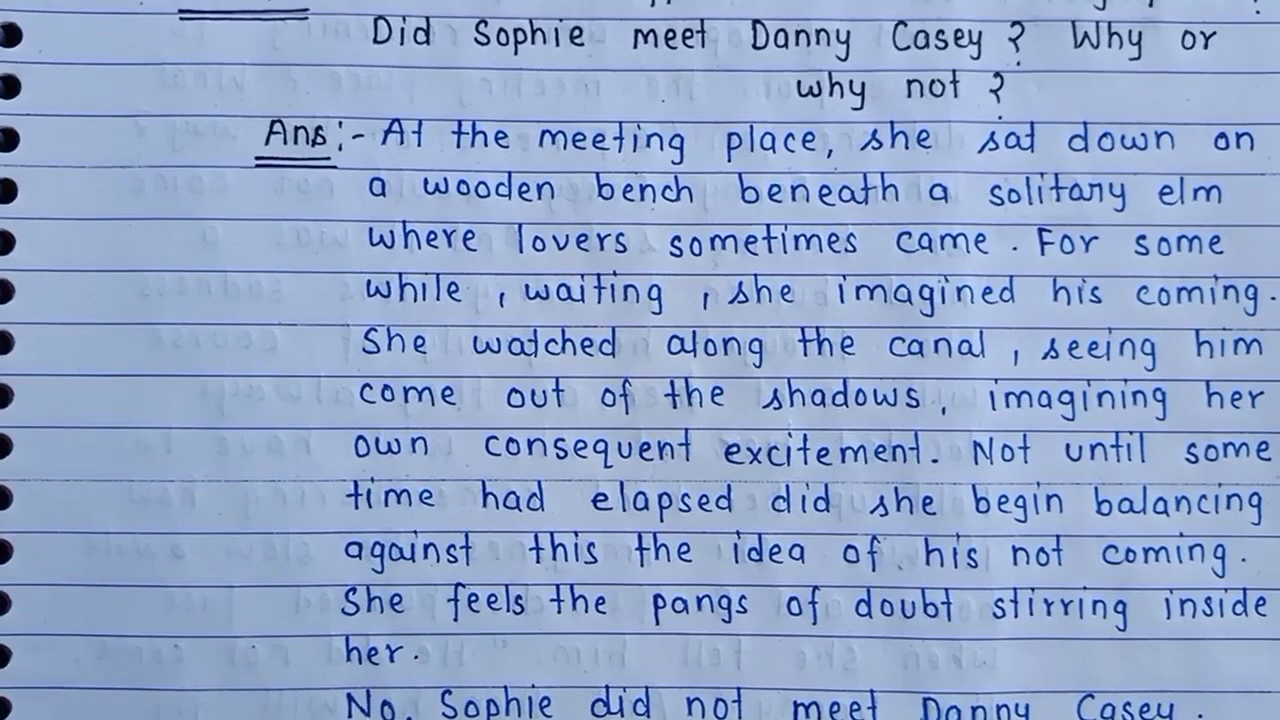 Did Sophie meet Danny Casey ? Why or
why not ?
Ans :- At the meeting place, she sat down on
a wooden bench beneath a solitary elm
where lovers sometimes came. For some
while, waiting, she imagined his coming.
She watched along the canal, seeing him
come out of the shadows, imagining her
own consequent excitement. Not until some
time had elapsed did she begin balancing
against this the idea of his not coming.
She feels the pangs of doubt stirring inside
her.
No, Sophie did not meet Danny Casey.